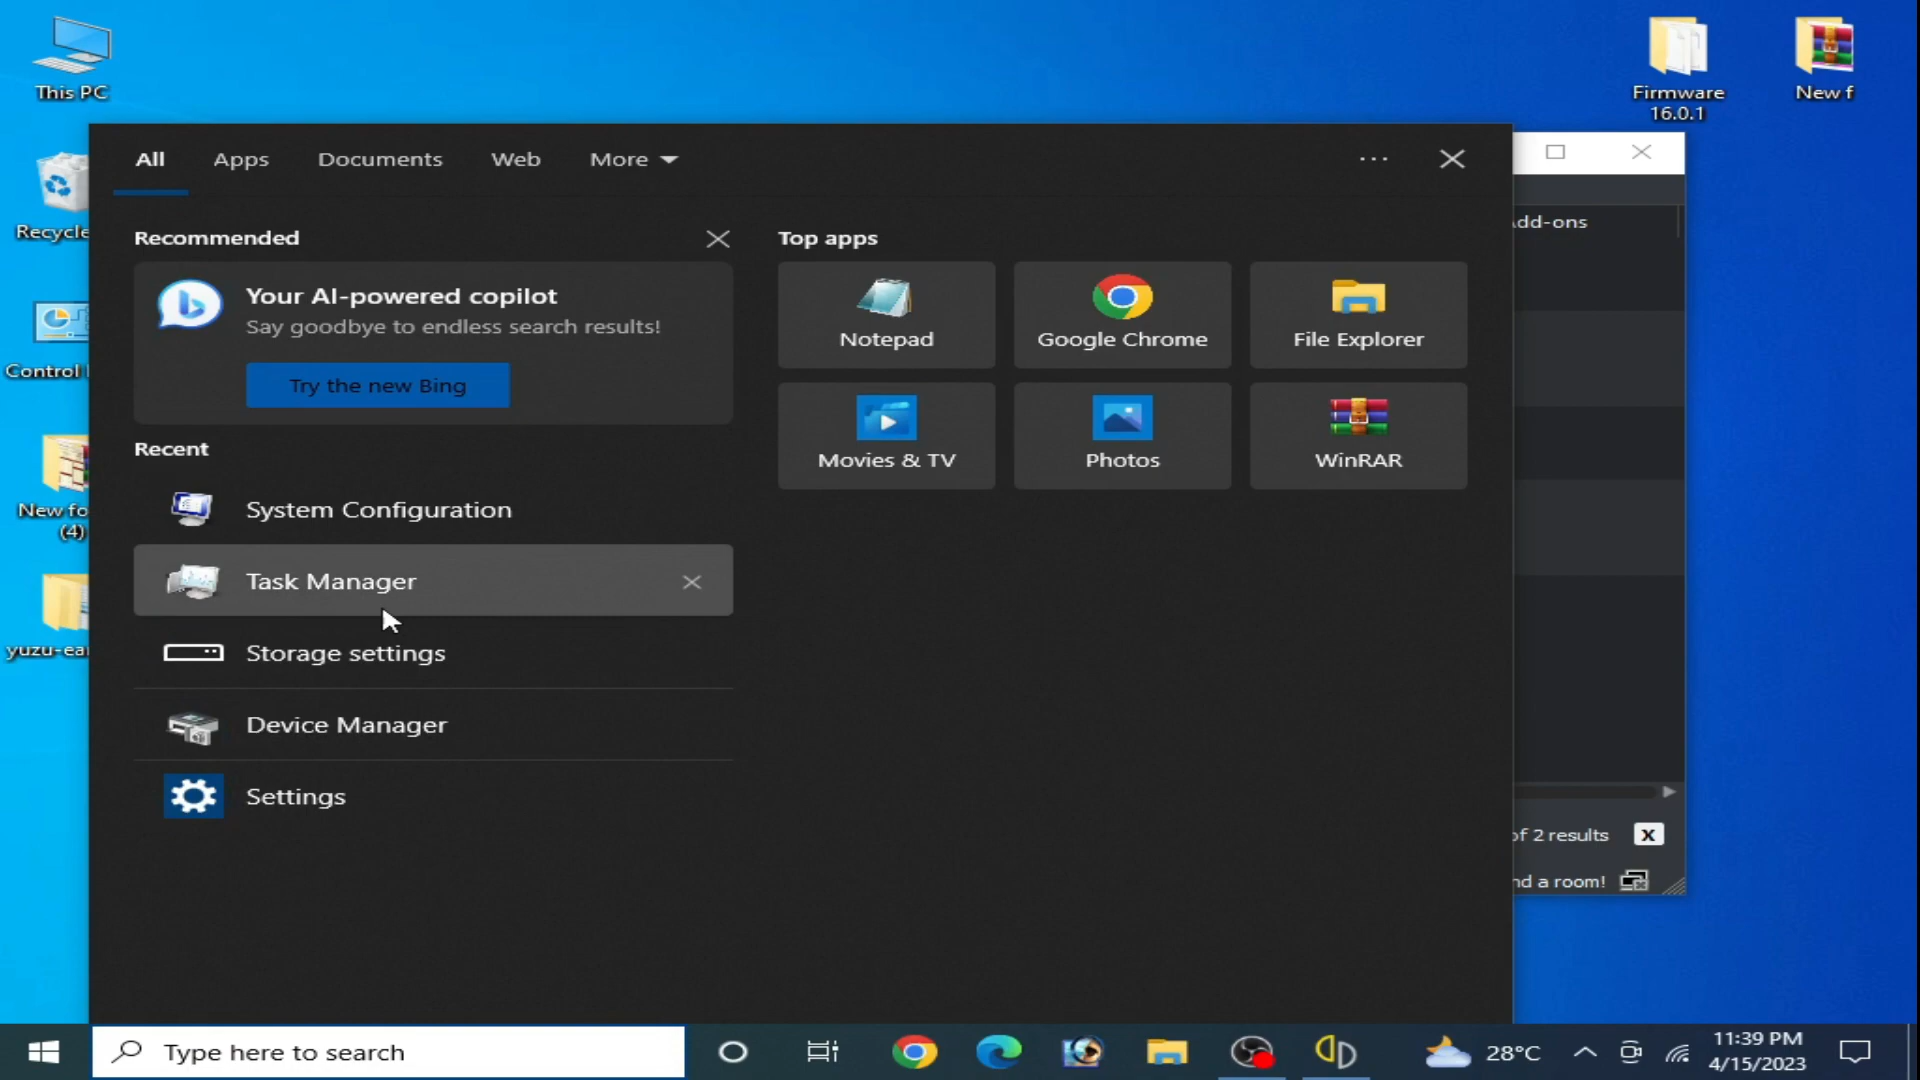 This PC
Recycle
Control
New fo
(4)
yuzu-ea
Firmware
16.0.1
New f
All
Apps
Documents
Web
More
Recommended
Your AI-powered copilot
Say goodbye to endless search results!
Try the new Bing
Recent
System Configuration
Task Manager
Storage settings
Device Manager
Settings
Top apps
Notepad
Google Chrome
File Explorer
Movies & TV
Photos
WinRAR
Add-ons
of 2 results
X
nd a room!
Type here to search
28°C
11:39 PM
4/15/2023